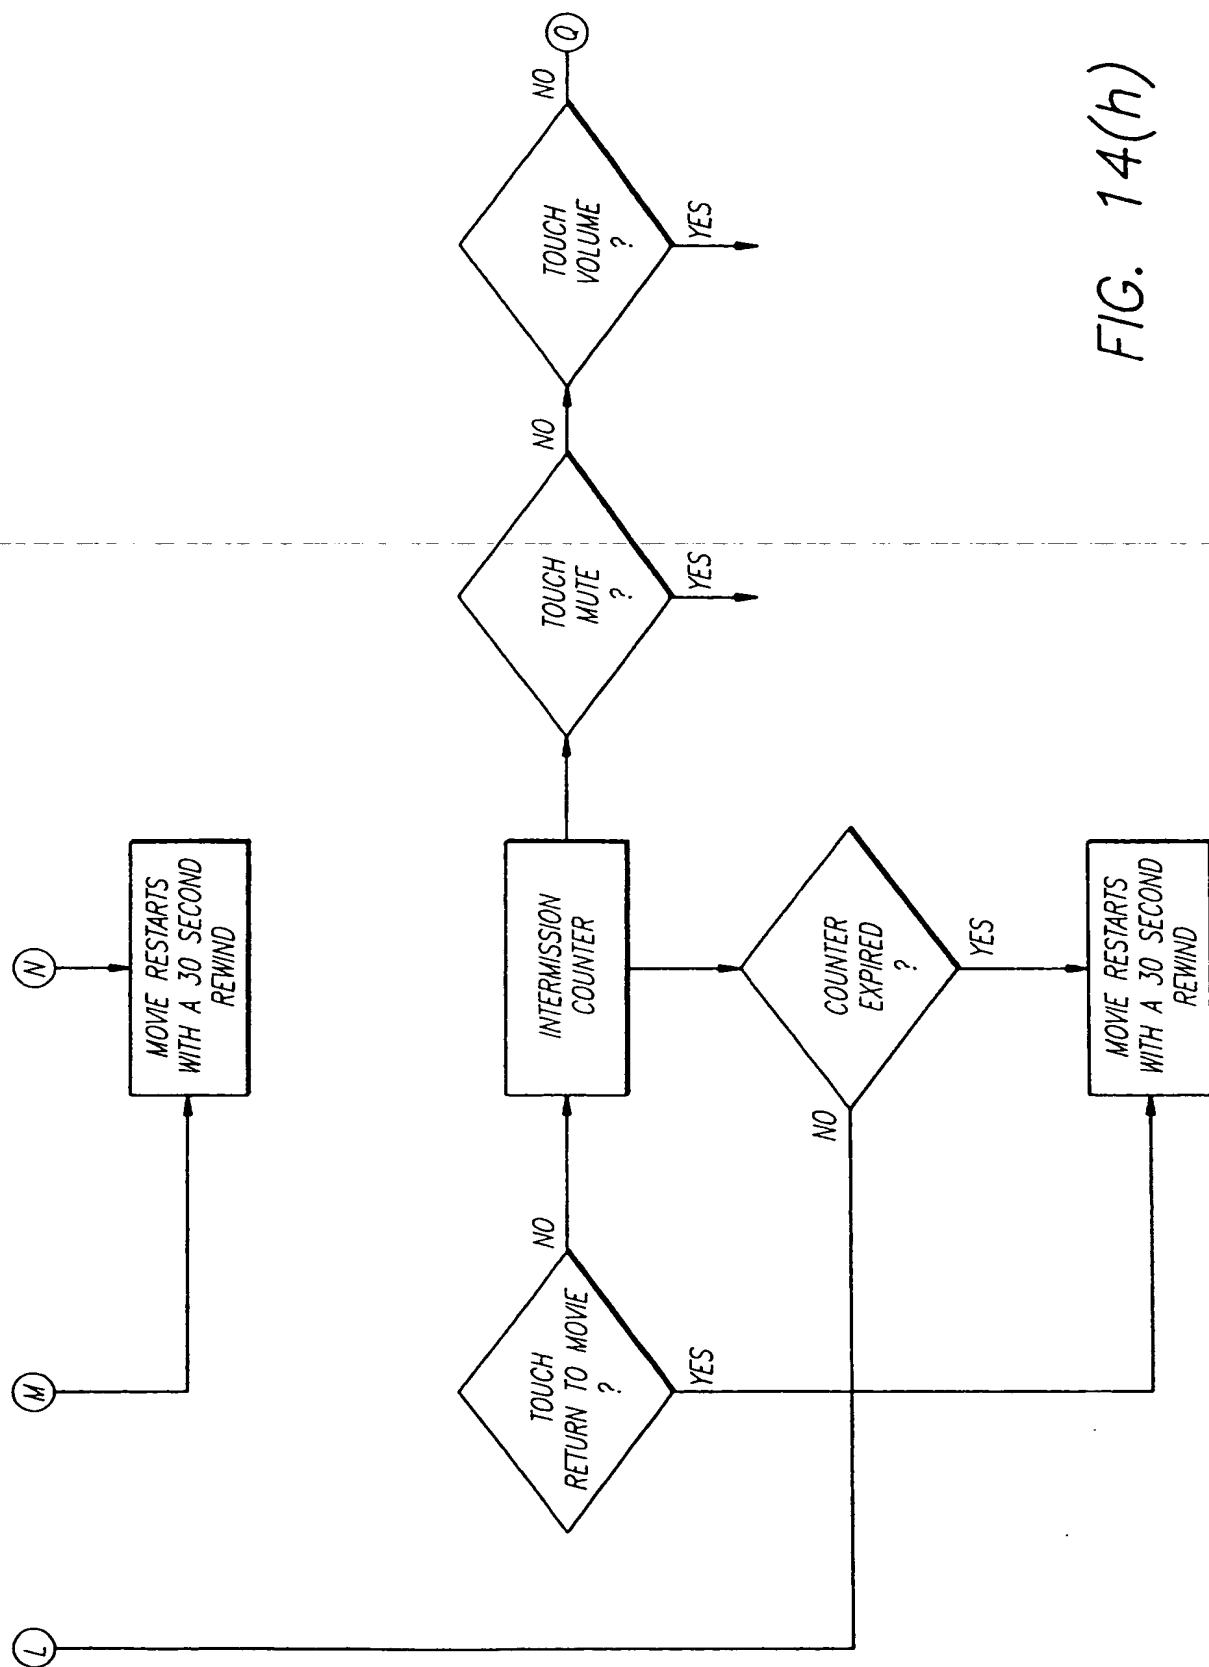 L
M
N
MOVIE RESTARTS
WITH A 30 SECOND
REWIND
TOUCH
RETURN TO MOVIE
?
NO
YES
INTERMISSION
COUNTER
TOUCH
MUTE
?
NO
YES
TOUCH
VOLUME
?
NO
YES
Q
COUNTER
EXPIRED
?
NO
YES
MOVIE RESTARTS
WITH A 30 SECOND
REWIND
FIG. 14(h)